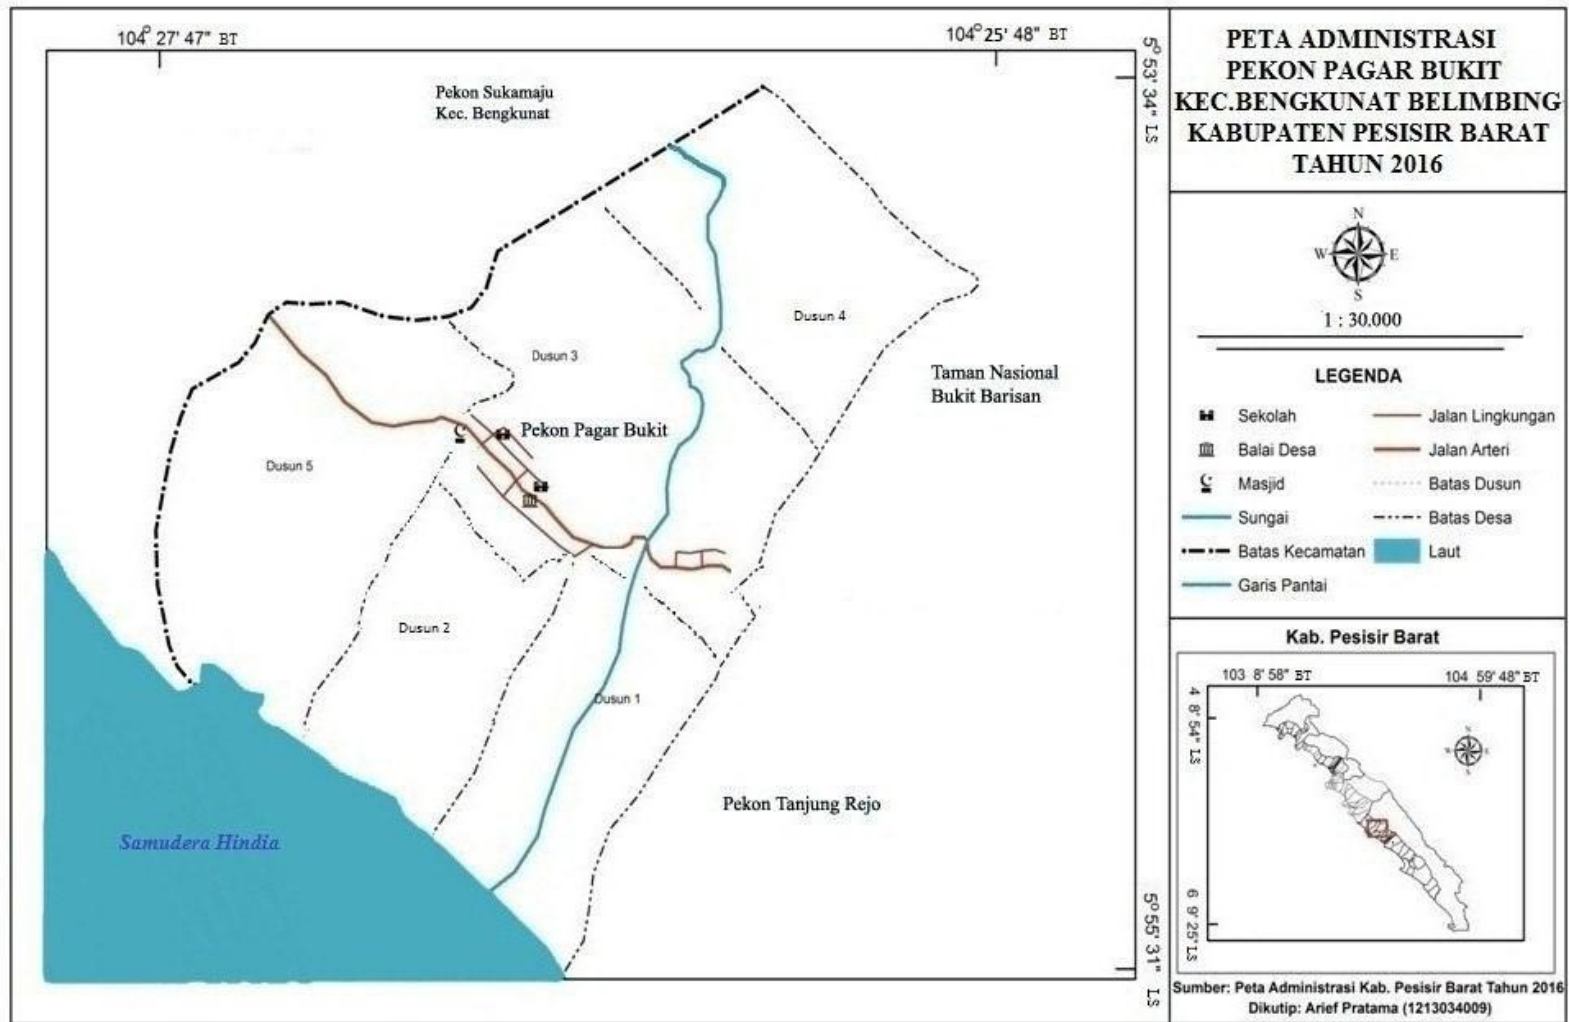 104° 27' 47" BT
104° 25' 48" BT
5° 53' 34" LS
Pekon Sukamaju
Kec. Bengkunat
Dusun 4
Dusun 3
Taman Nasional
Bukit Barisan
Pekon Pagar Bukit
Dusun 5
Dusun 2
Dusun 1
Pekon Tanjung Rejo
Samudera Hindia
5° 55' 31" LS
PETA ADMINISTRASI
PEKON PAGAR BUKIT
KEC.BENGKUNAT BELIMBING
KABUPATEN PESISIR BARAT
TAHUN 2016
N
W E
S
1 : 30.000
LEGENDA
Sekolah
Balai Desa
Masjid
Sungai
Batas Kecamatan
Garis Pantai
Jalan Lingkungan
Jalan Arteri
Batas Dusun
Batas Desa
Laut
Kab. Pesisir Barat
103 8' 58" BT
104 59' 48" BT
4 8' 54" LS
N
W E
S
6 9' 25" LS
Sumber: Peta Administrasi Kab. Pesisir Barat Tahun 2016
Dikutip: Arief Pratama (1213034009)